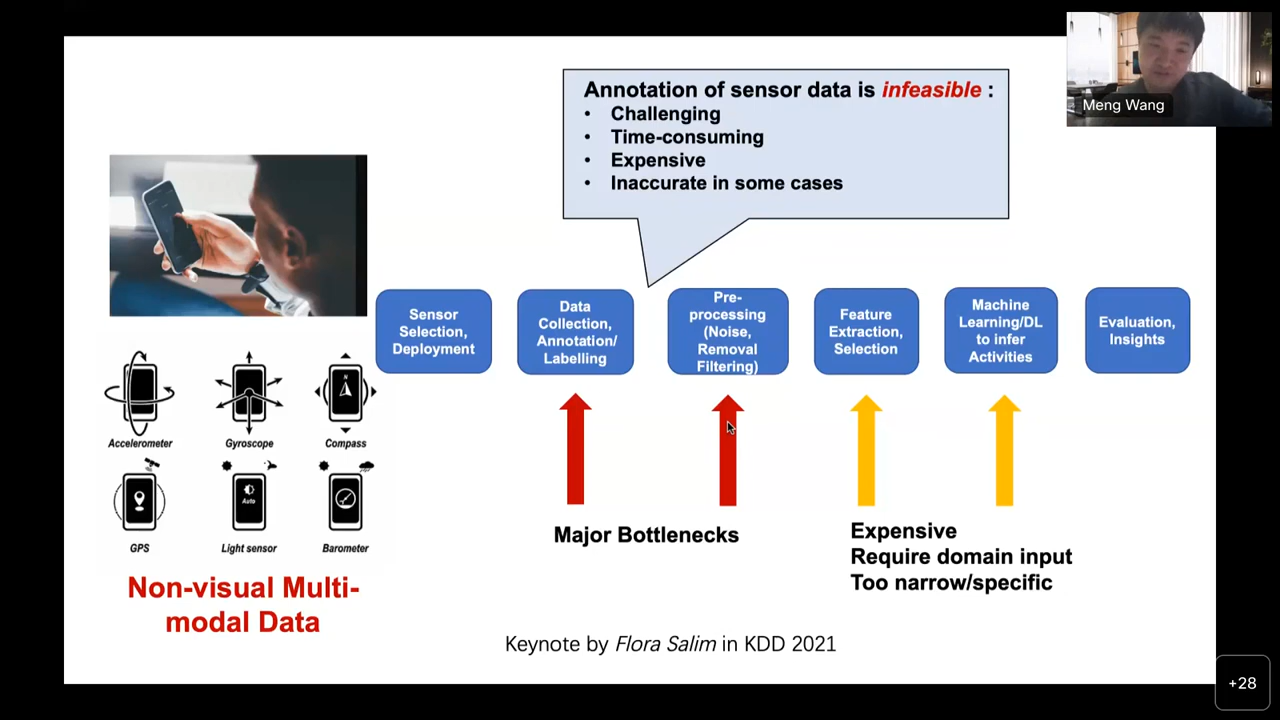 Meng Wang
Annotation of sensor data is infeasible :
• Challenging
• Time-consuming
• Expensive
• Inaccurate in some cases
Sensor
Selection,
Deployment
Data
Collection,
Annotation/
Labelling
Pre-
processing
(Noise,
Removal
Filtering)
Feature
Extraction,
Selection
Machine
Learning/DL
to infer
Activities
Evaluation,
Insights
N
Accelerometer
Gyroscope
Compass
Auto
GPS
Light sensor
Barometer
Non-visual Multi-
modal Data
Major Bottlenecks
Expensive
Require domain input
Too narrow/specific
Keynote by Flora Salim in KDD 2021
+28